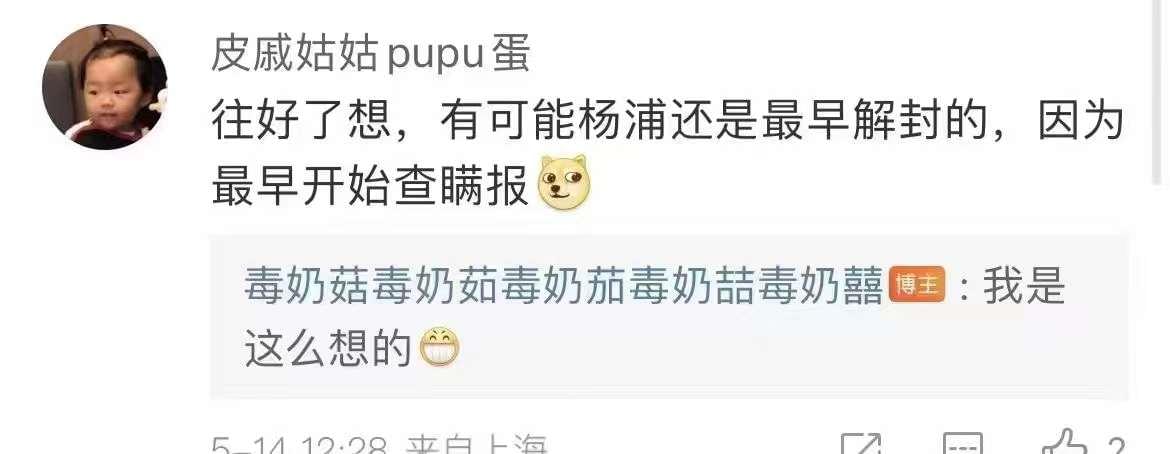 皮戚姑姑pupu蛋
往好了想，有可能杨浦还是最早解封的，因为
最早开始查瞒报
毒奶菇毒奶茹毒奶茄毒奶喆毒奶囍 博主：我是
这么想的
5-14 12:28 来自上海 2